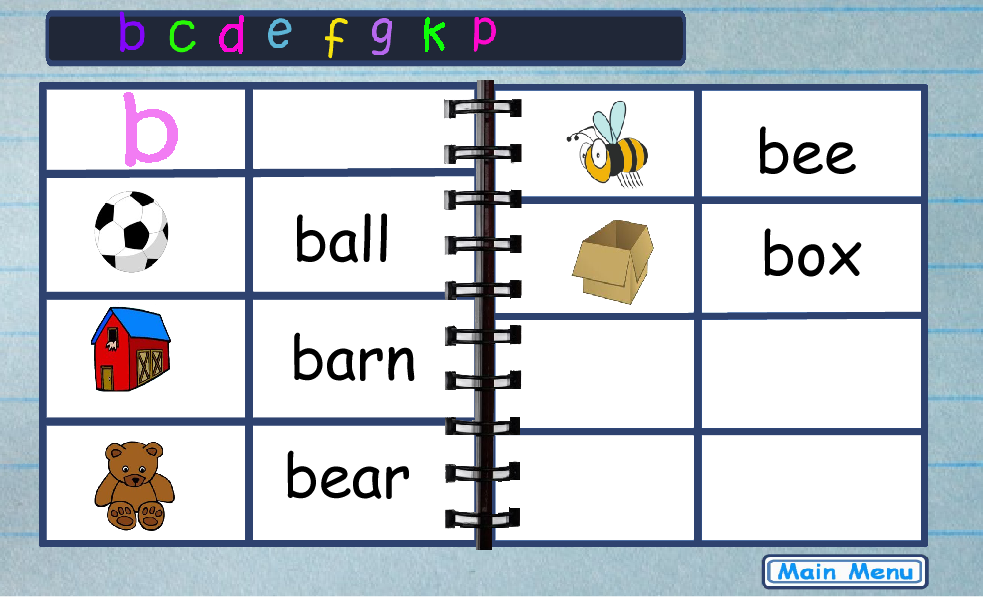 b c d e f g k p
b
ball
barn
bear
bee
box
Main Menu